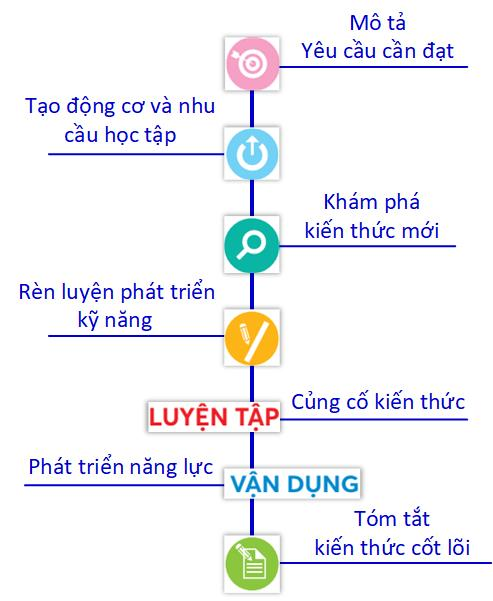 Mô tả
Yêu cầu cần đạt
Tạo động cơ và nhu
cầu học tập
Khám phá
kiến thức mới
Rèn luyện phát triển
kỹ năng
LUYỆN TẬP
Củng cố kiến thức
Phát triển năng lực
VẬN DỤNG
Tóm tắt
kiến thức cốt lõi